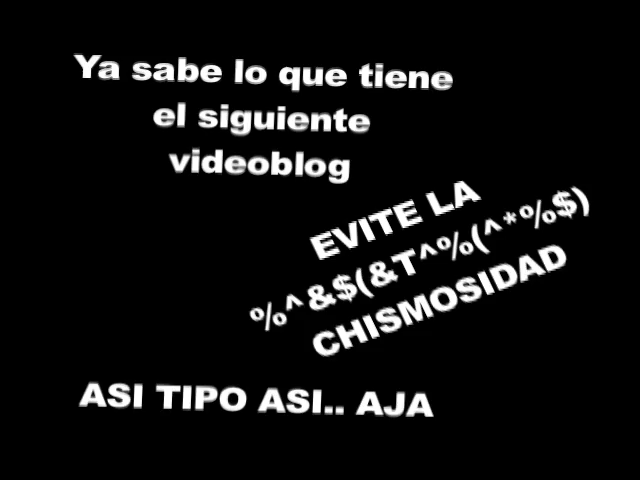 Ya sabe lo que tiene
el siguiente
videoblog
EVITE LA
%^&$(&T^%(^*%$)
CHISMOSIDAD
ASI TIPO ASI.. AJA